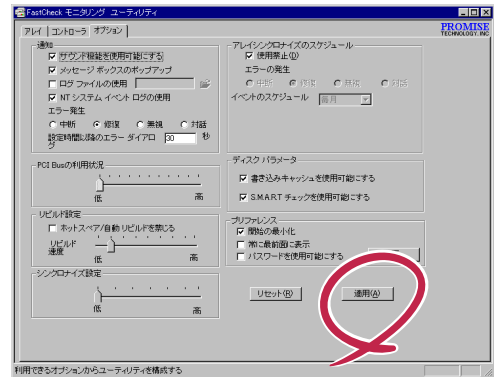 FastCheck モニタリング ユーティリティ
PROMISE
TECHNOLOGY, INC
アレイ コントローラ オプション
通知
サウンド機能を使用可能にする
メッセージ ボックスのポップアップ
ログ ファイルの使用
NT システム イベント ログの使用
エラー発生
中断 修復 無視 対話
設定時間以降のエラー ダイアログ 30 秒
PCI Busの利用状況
低 高
リビルド設定
ホットスペア/自動リビルドを禁じる
リビルド速度
低 高
シンクロナイズ設定
低 高
アレイシンクロナイズのスケジュール
使用禁止(D)
エラーの発生
中断 修復 無視 対話
イベントのスケジュール 毎月
ディスク パラメータ
書き込みキャッシュを使用可能にする
S.M.A.R.T チェックを使用可能にする
プリファレンス
開始の最小化
常に最前面に表示
パスワードを使用可能にする
リセット(R) 適用(A)
利用できるオプションからユーティリティを構成する